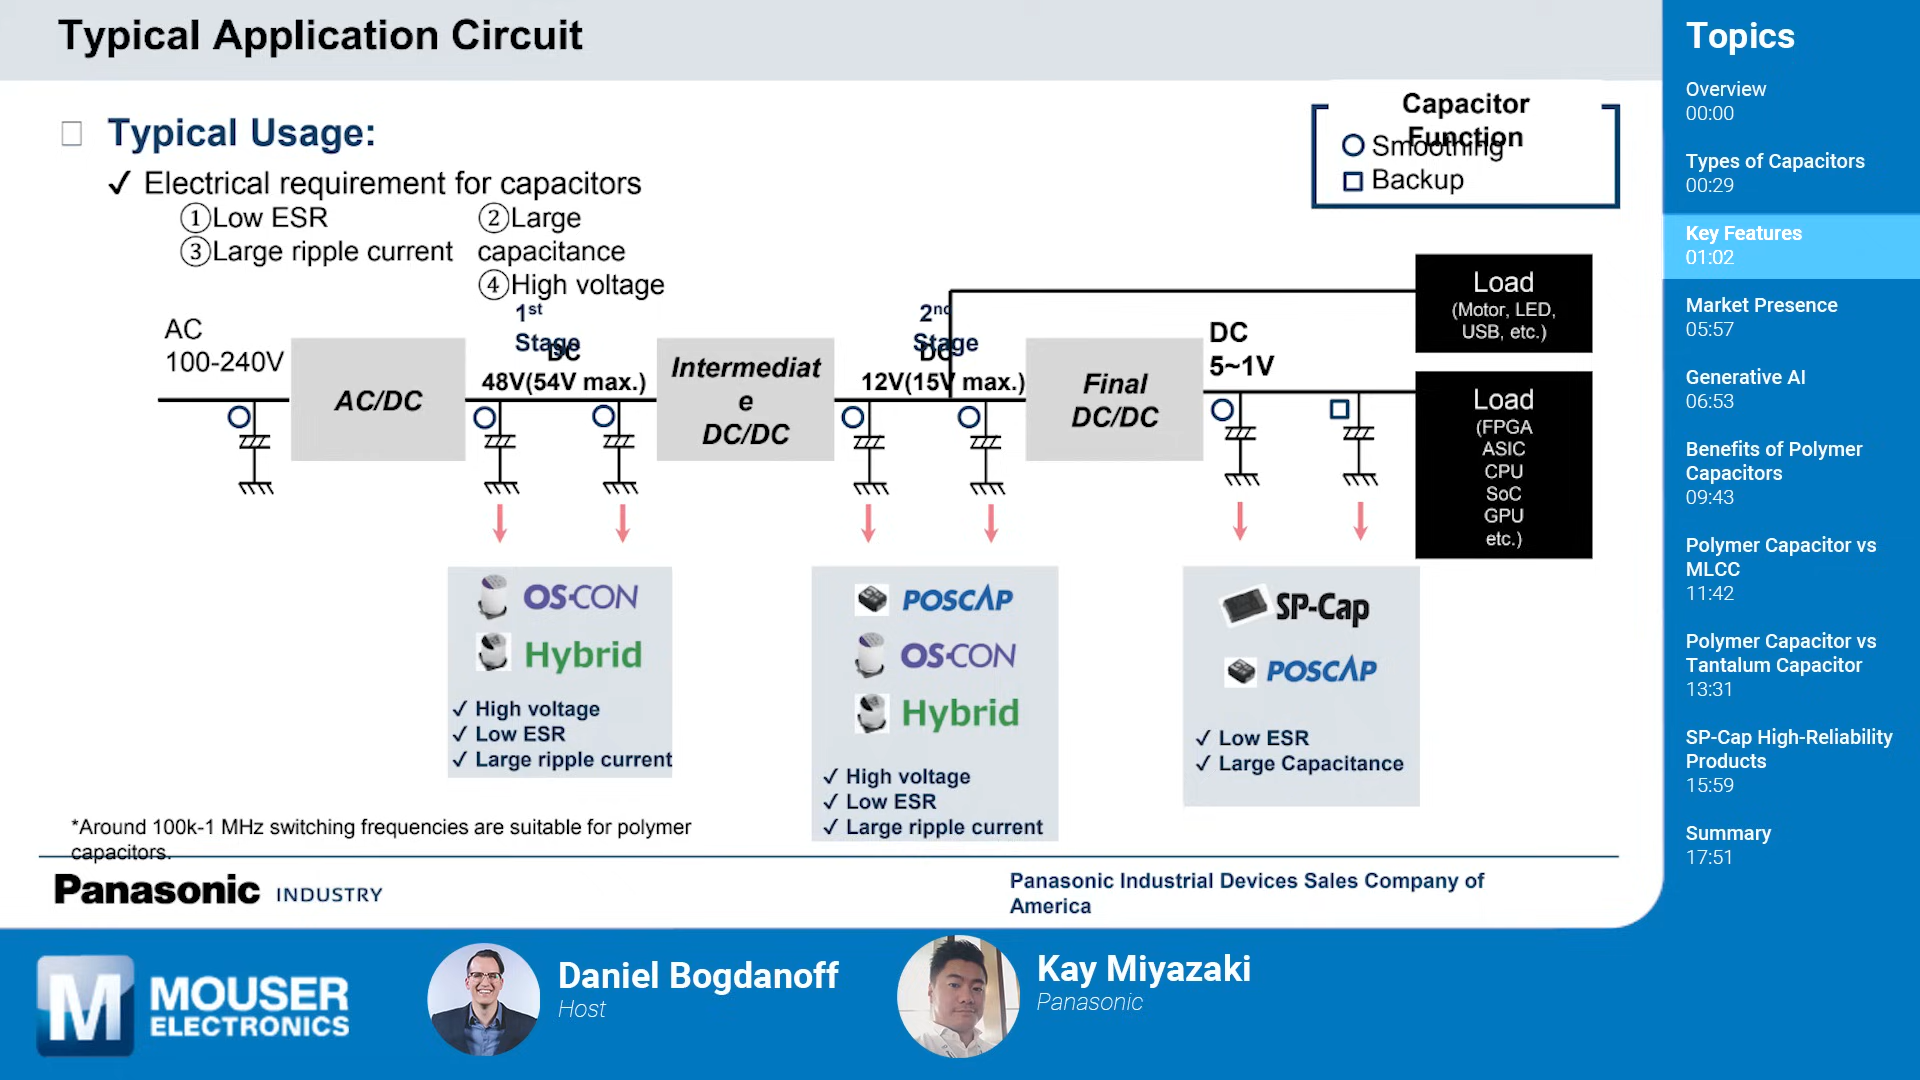 Typical Application Circuit
Typical Usage:
✓ Electrical requirement for capacitors
①Low ESR
②Large
capacitance
③Large ripple current
④High voltage
Capacitor
Function
Smoothing
Backup
AC
100-240V
AC/DC
1st
Stage
DC
48V(54V max.)
Intermediat
e
DC/DC
2nd
Stage
DC
12V(15V max.)
Final
DC/DC
DC
5~1V
Load
(Motor, LED,
USB, etc.)
Load
(FPGA
ASIC
CPU
SoC
GPU
etc.)
OS-CON
Hybrid
✓ High voltage
✓ Low ESR
✓ Large ripple current
POSCAP
OS-CON
Hybrid
✓ High voltage
✓ Low ESR
✓ Large ripple current
SP-Cap
POSCAP
✓ Low ESR
✓ Large Capacitance
*Around 100k-1 MHz switching frequencies are suitable for polymer
capacitors.
Panasonic INDUSTRY
Panasonic Industrial Devices Sales Company of
America
M MOUSER
ELECTRONICS
Daniel Bogdanoff
Host
Kay Miyazaki
Panasonic
Topics
Overview
00:00
Types of Capacitors
00:29
Key Features
01:02
Market Presence
05:57
Generative AI
06:53
Benefits of Polymer
Capacitors
09:43
Polymer Capacitor vs
MLCC
11:42
Polymer Capacitor vs
Tantalum Capacitor
13:31
SP-Cap High-Reliability
Products
15:59
Summary
17:51